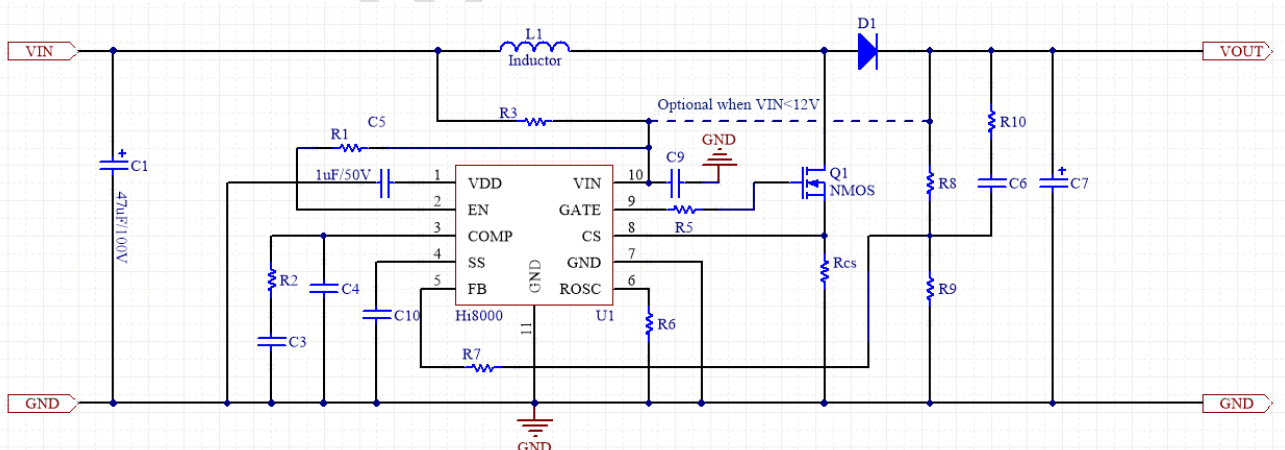 D1
VIN
L1
VOUT
Inductor
Optional when VIN<12V
R3
C5
R1
R10
GND
C9
C1
1uF/50V
1
VDD
VIN
10
Q1
NMOS
R8
C6
C7
2
EN
GATE
9
R5
47uF/100V
3
COMP
CS
8
4
SS
GND
7
Rcs
R2
C4
5
FB
GND
ROSC
6
R9
C10
Hi8000
U1
R6
11
C3
R7
GND
GND
GND